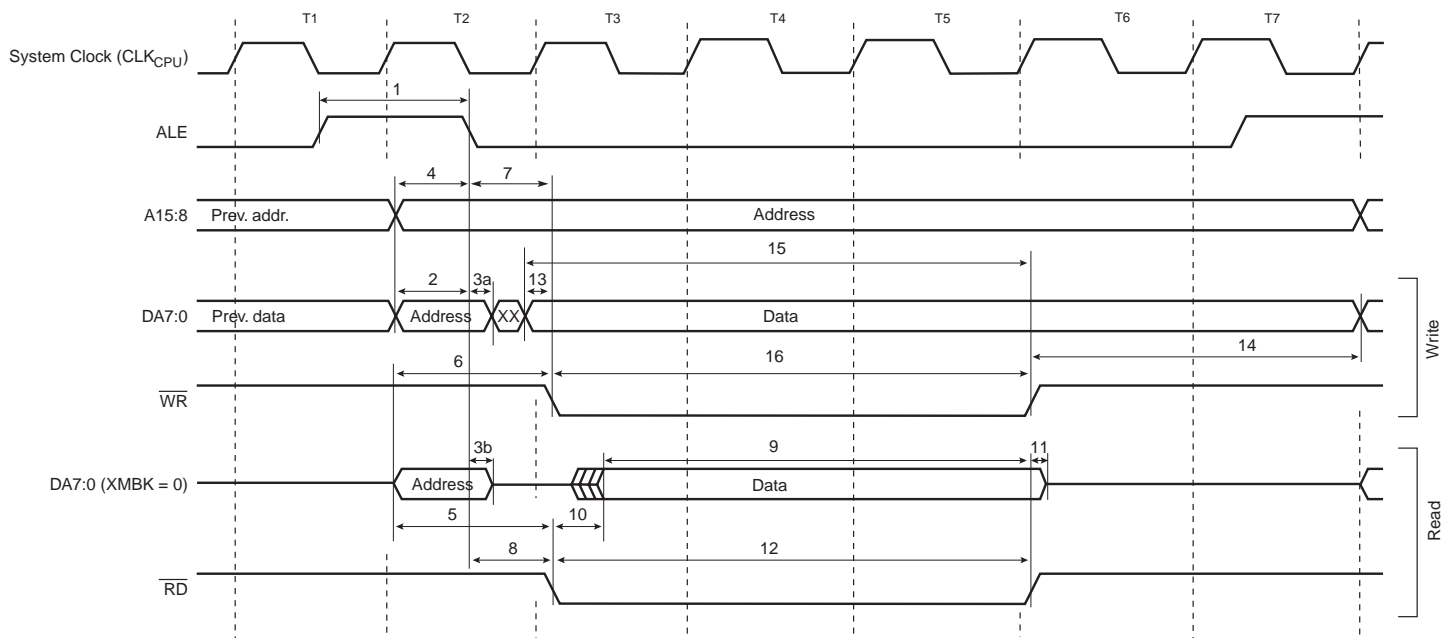 T1 T2 T3 T4 T5 T6 T7
System Clock (CLKCPU)
1
ALE
4 7
A15:8 Prev. addr. Address
15
2 3a 13
DA7:0 Prev. data Address XX Data
6 16 14
WR
Write
3b 9 11
DA7:0 (XMBK = 0) Address Data
5 10
8 12
RD
Read